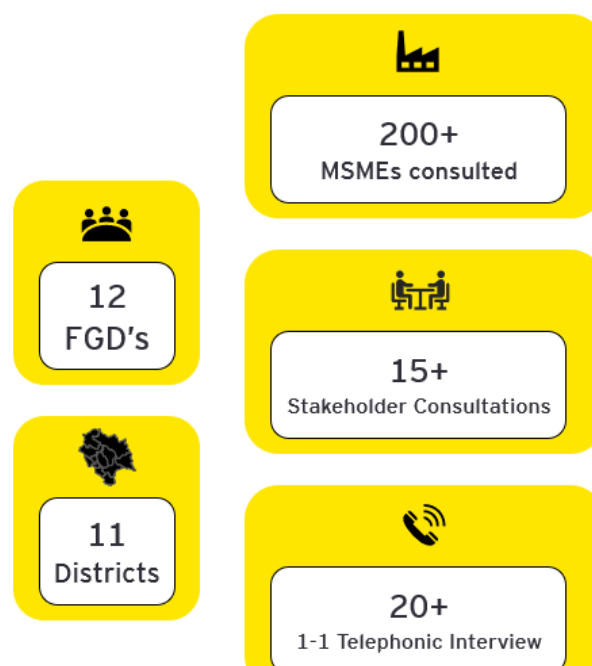 200+
MSMEs consulted
12
FGD's
15+
Stakeholder Consultations
11
Districts
20+
1-1 Telephonic Interview